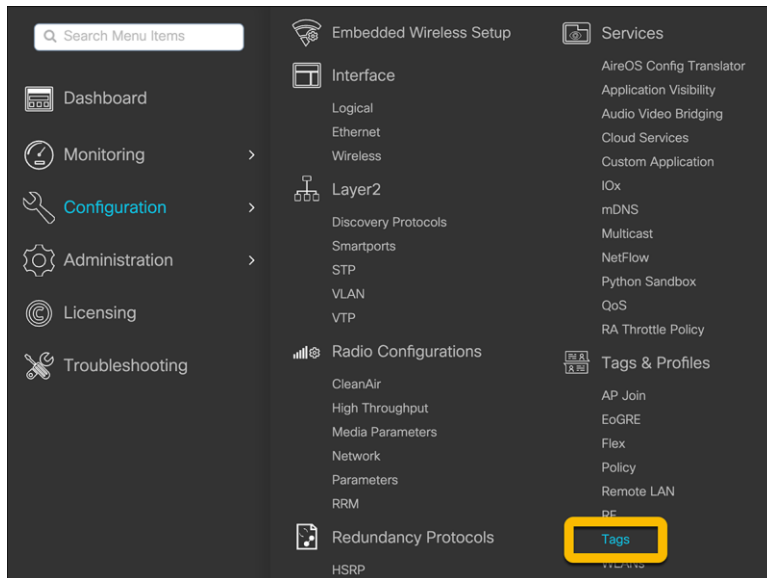 Search Menu Items
Dashboard
Monitoring
Configuration
Administration
Licensing
Troubleshooting
Embedded Wireless Setup
Interface
Logical
Ethernet
Wireless
Layer2
Discovery Protocols
Smartports
STP
VLAN
VTP
Radio Configurations
CleanAir
High Throughput
Media Parameters
Network
Parameters
RRM
Redundancy Protocols
HSRP
Services
AireOS Config Translator
Application Visibility
Audio Video Bridging
Cloud Services
Custom Application
IOx
mDNS
Multicast
NetFlow
Python Sandbox
QoS
RA Throttle Policy
Tags & Profiles
AP Join
EoGRE
Flex
Policy
Remote LAN
RF
Tags
WLANs